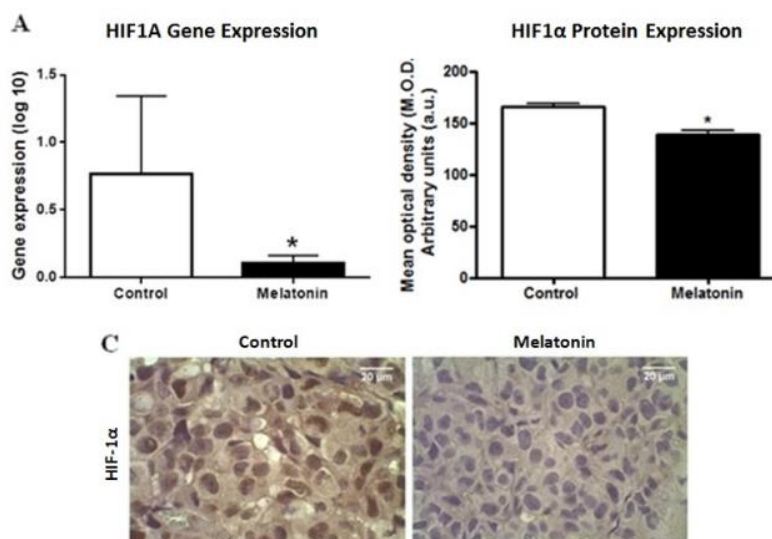 A
HIF1A Gene Expression
Gene expression (log 10)
1.5
1.0
0.5
0.0
*
Control
Melatonin
HIF1α Protein Expression
Mean optical density (M.O.D.
Arbitrary units (a.u.)
200
150
100
50
0
*
Control
Melatonin
C
Control
Melatonin
HIF-1α
20 µm
20 µm